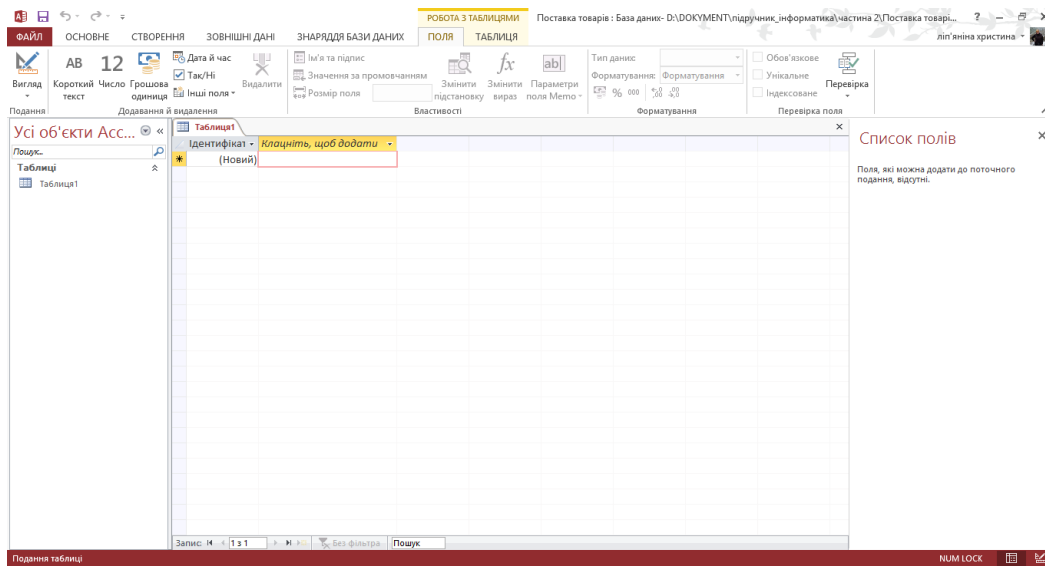 РОБОТА З ТАБЛИЦЯМИ Поставка товарів : База даних- D:\DOKYMENT\підручник_інформатика\частина 2\Поставка товарі... ?
ФАЙЛ ОСНОВНЕ СТВОРЕННЯ ЗОВНІШНІ ДАНІ ЗНАРЯДДЯ БАЗИ ДАНИХ ПОЛЯ ТАБЛИЦЯ ліп'яніна христина
Вигляд
AB Короткий текст
12 Число
Грошова одиниця
Дата й час
Так/Ні
Інші поля
Видалити
Ім'я та підпис
Значення за промовчанням
Розмір поля
Змінити підстановку
fx Змінити вираз
ab Параметри поля Memo
Тип даних:
Форматування: Форматування
% 000 ,00 ,0
Обов'язкове
Унікальне
Індексоване
Перевірка
Подання Додавання й видалення Властивості Форматування Перевірка поля
Усі об'єкти Acc... «
Пошук...
Таблиці
Таблиця1
Таблиця1
Ідентифікат Клацніть, щоб додати
(Новий)
Список полів
Поля, які можна додати до поточного
подання, відсутні.
Запис: 1 з 1 Без фільтра Пошук
Подання таблиці NUM LOCK